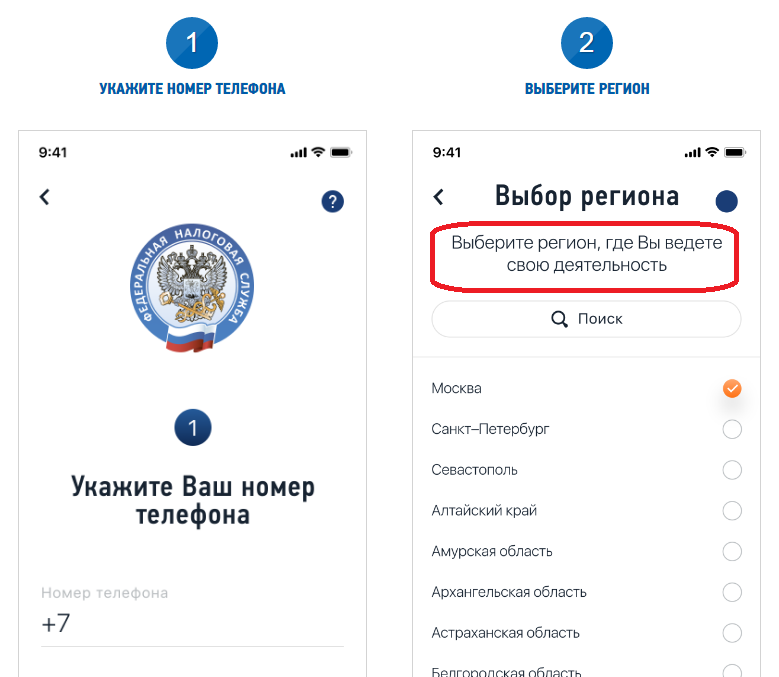 1
УКАЖИТЕ НОМЕР ТЕЛЕФОНА
9:41
?
ФЕДЕРАЛЬНАЯ НАЛОГОВАЯ СЛУЖБА
1
Укажите Ваш номер
телефона
Номер телефона
+7
2
ВЫБЕРИТЕ РЕГИОН
9:41
Выбор региона
Выберите регион, где Вы ведете
свою деятельность
Поиск
Москва
Санкт–Петербург
Севастополь
Алтайский край
Амурская область
Архангельская область
Астраханская область
Белгородская область